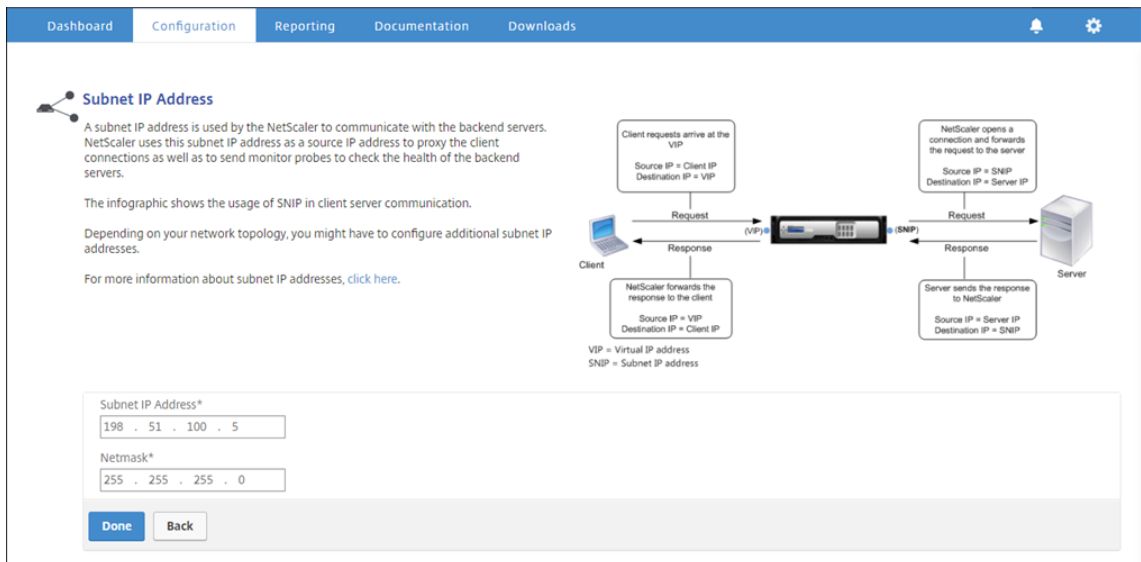 Dashboard
Configuration
Reporting
Documentation
Downloads
Subnet IP Address
A subnet IP address is used by the NetScaler to communicate with the backend servers.
NetScaler uses this subnet IP address as a source IP address to proxy the client
connections as well as to send monitor probes to check the health of the backend
servers.
The infographic shows the usage of SNIP in client server communication.
Depending on your network topology, you might have to configure additional subnet IP
addresses.
For more information about subnet IP addresses, click here.
Client requests arrive at the
VIP
Source IP = Client IP
Destination IP = VIP
NetScaler opens a
connection and forwards
the request to the server
Source IP = SNIP
Destination IP = Server IP
Request
(VIP)
Response
Client
Request
(SNIP)
Response
Server
NetScaler forwards the
response to the client
Source IP = VIP
Destination IP = Client IP
Server sends the response
to NetScaler
Source IP = Server IP
Destination IP = SNIP
VIP = Virtual IP address
SNIP = Subnet IP address
Subnet IP Address*
198 . 51 . 100 . 5
Netmask*
255 . 255 . 255 . 0
Done
Back